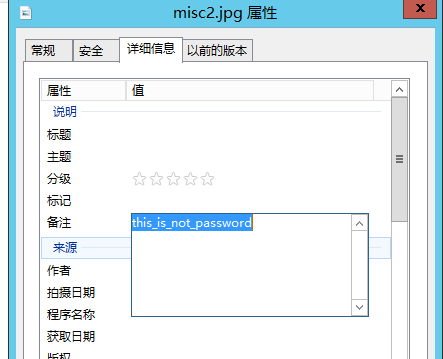 misc2.jpg 属性
x
常规 安全 详细信息 以前的版本
属性 值
说明
标题
主题
分级
标记
备注 this_is_not_password
来源
作者
拍摄日期
程序名称
获取日期
版权